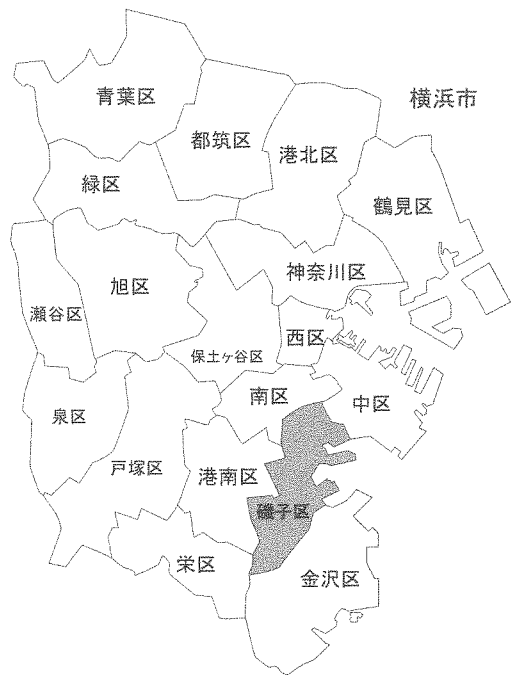 青葉区
横浜市
都筑区
港北区
緑区
鶴見区
神奈川区
旭区
瀬谷区
西区
保土ヶ谷区
南区
中区
泉区
戸塚区
港南区
磯子区
栄区
金沢区